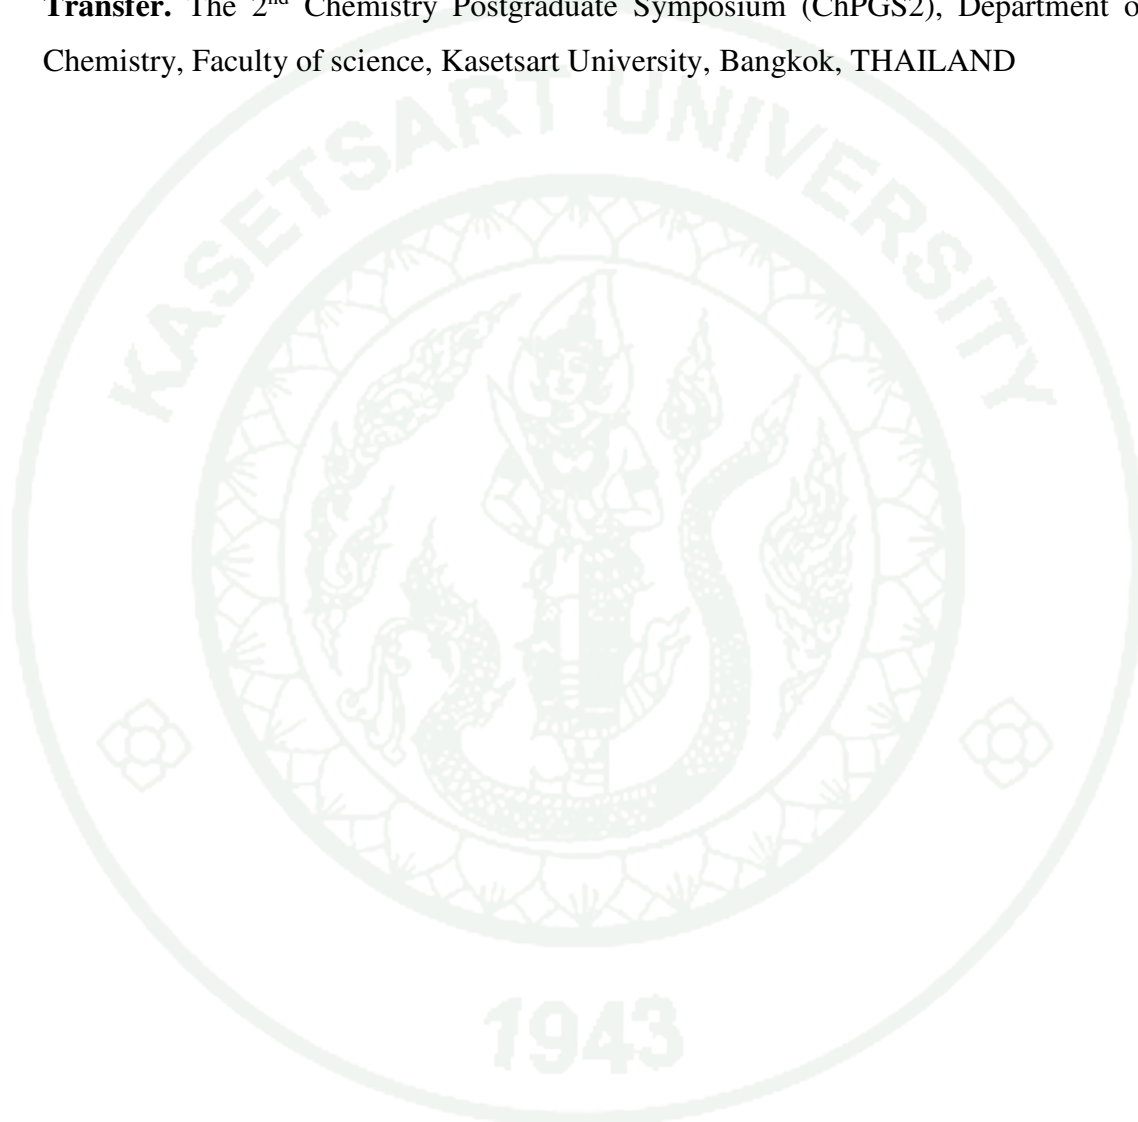 Transfer. The 2nd Chemistry Postgraduate Symposium (ChPGS2), Department o
Chemistry, Faculty of science, Kasetsart University, Bangkok, THAILAND
KASETSART UNIVERSITY
1943